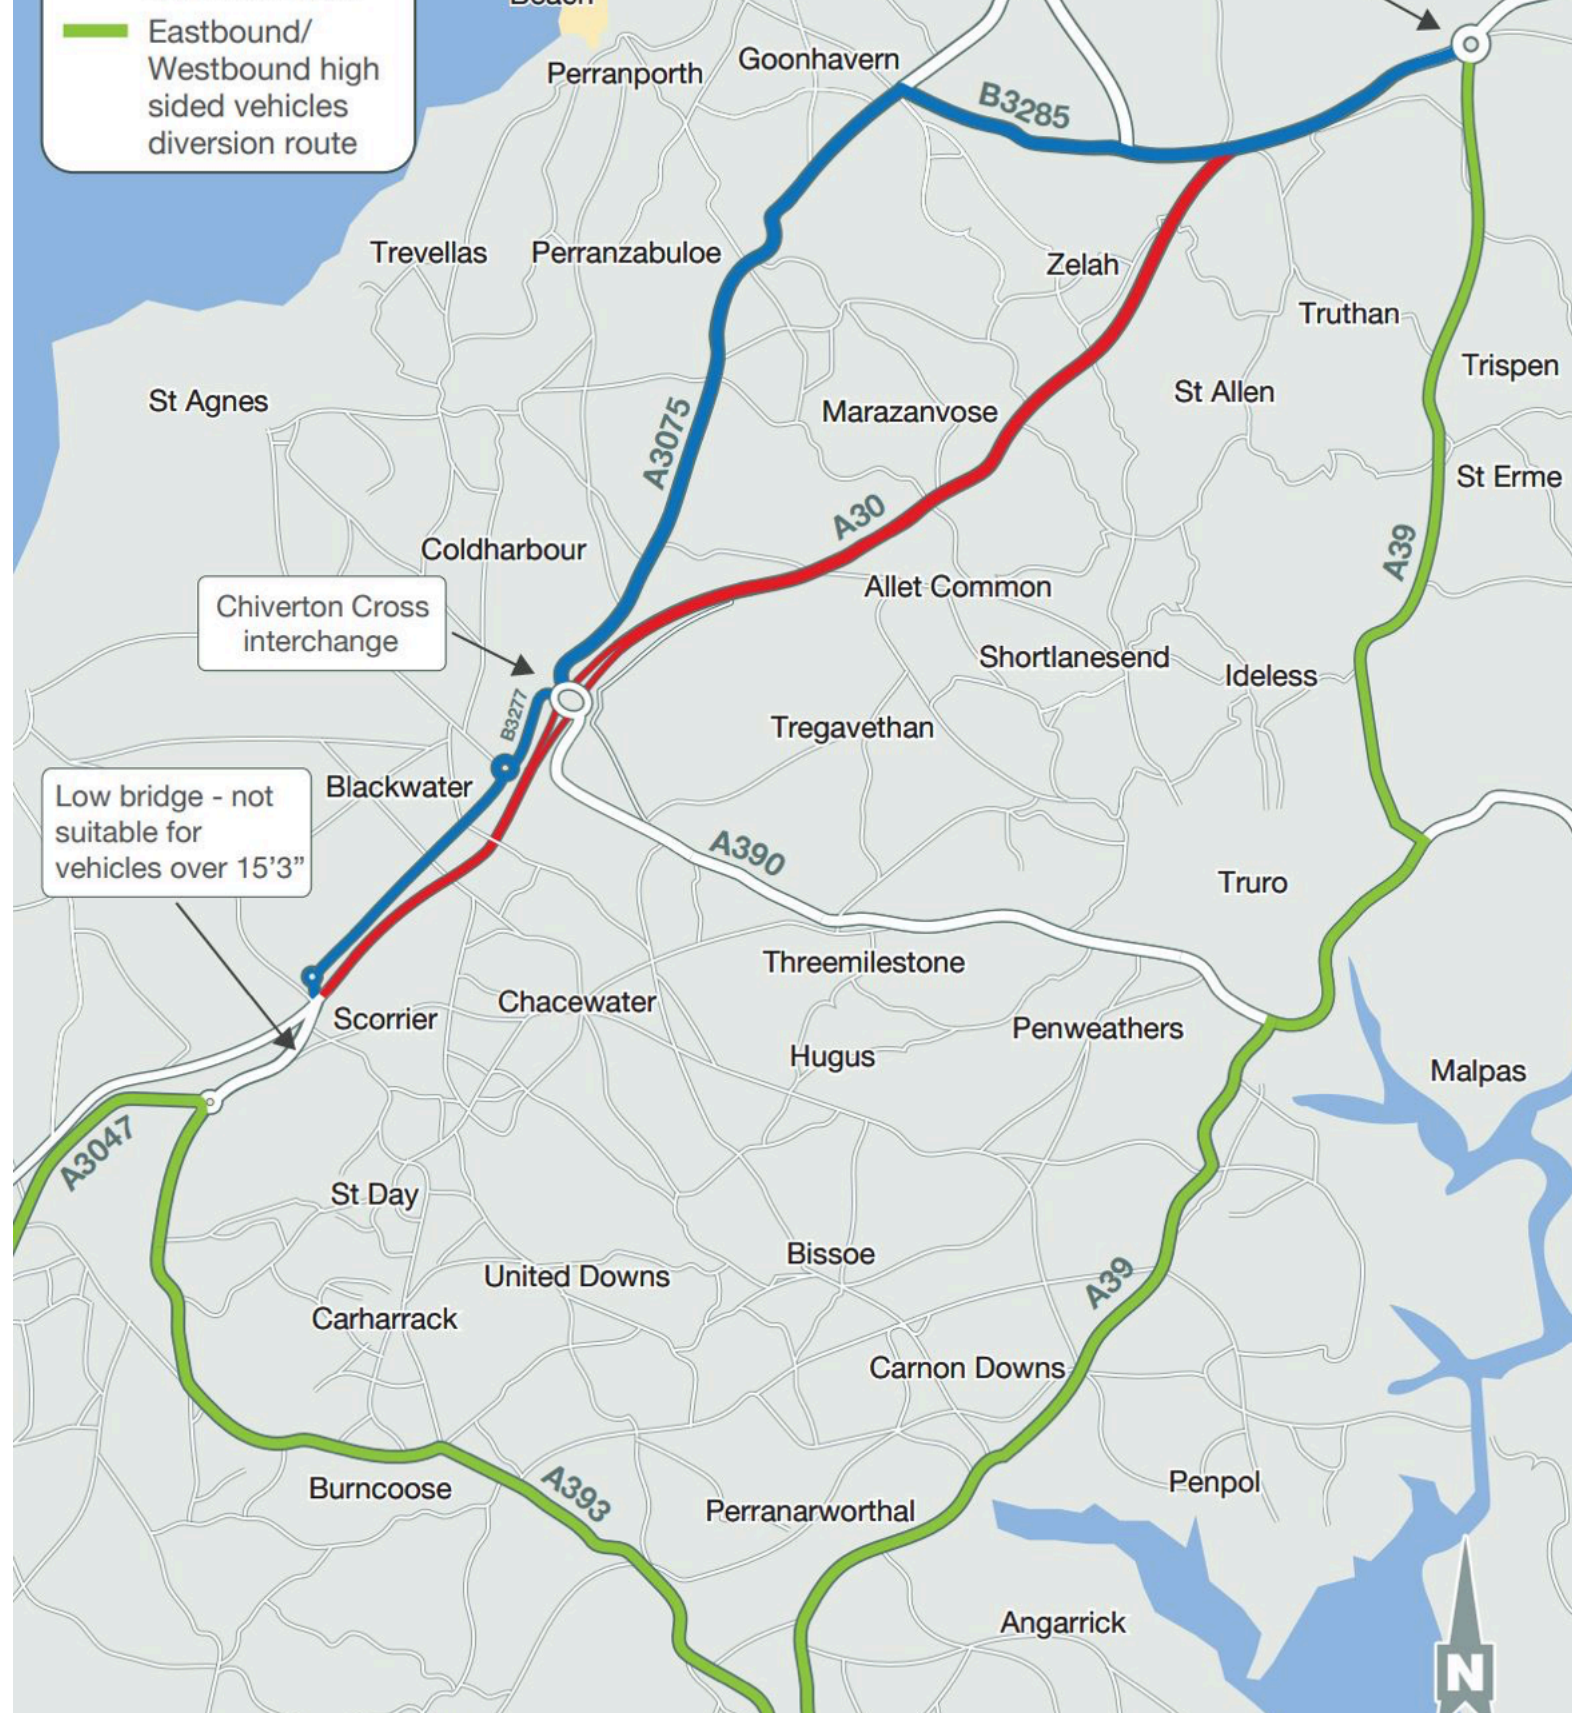 Beach
Eastbound/
Westbound high
sided vehicles
diversion route
Perranporth
Goonhavern
B3285
Trevellas
Perranzabuloe
Zelah
Truthan
Trispen
St Agnes
A3075
Marazanvose
St Allen
St Erme
A30
A39
Coldharbour
Allet Common
Chiverton Cross
interchange
Shortlanesend
Ideless
B3277
Tregavethan
Blackwater
Low bridge - not
suitable for
vehicles over 15'3"
A390
Truro
Threemilestone
Scorrier
Chacewater
Penweathers
Hugus
Malpas
A3047
St Day
Bissoe
United Downs
A39
Carharrack
Carnon Downs
Burncoose
A393
Perranarworthal
Penpol
Angarrick
N